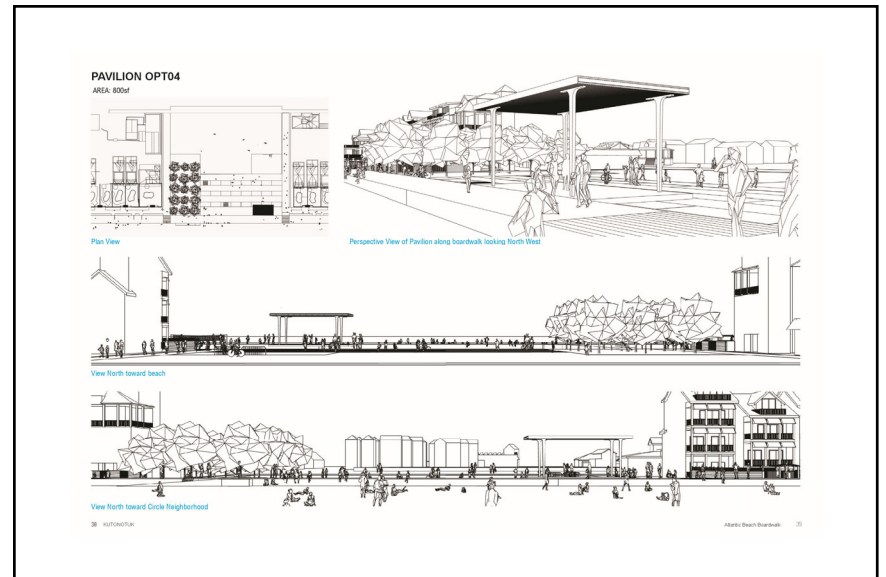 PAVILION OPT04
AREA: 800sf
Plan View
Perspective View of Pavilion along boardwalk looking North West
View North toward beach
View North toward Circle Neighborhood
38 KUTONOTUK
Atlantic Beach Boardwalk